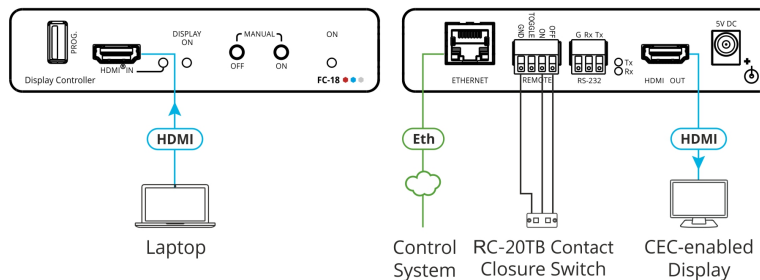 PROG.
DISPLAY
ON
MANUAL
OFF
ON
ON
HDMI® IN
Display Controller
FC-18
HDMI
Laptop
GND
TOGGLE
ON
OFF
G Rx Tx
5V DC
Tx
Rx
ETHERNET
REMOTE
RS-232
HDMI OUT
+
Eth
HDMI
Control
System
RC-20TB Contact
Closure Switch
CEC-enabled
Display